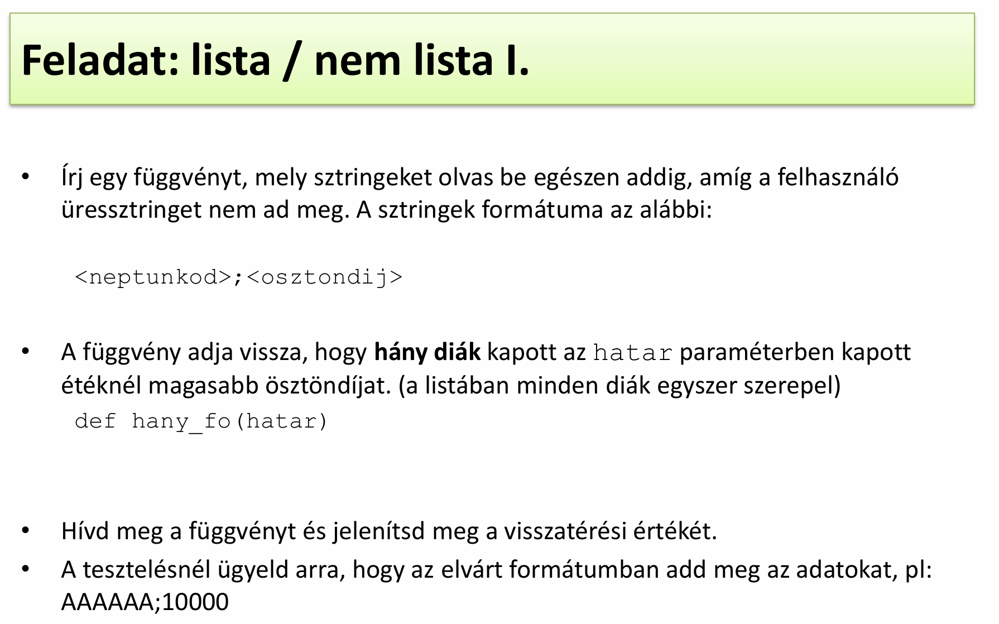 Feladat: lista / nem lista I.
• Írj egy függvényt, mely sztringeket olvas be egészen addig, amíg a felhasználó
üressztringet nem ad meg. A sztringek formátuma az alábbi:
<neptunkod>;<osztondij>
• A függvény adja vissza, hogy hány diák kapott az hatar paraméterben kapott
étéknél magasabb ösztöndíjat. (a listában minden diák egyszer szerepel)
def hany_fo(hatar)
• Hívd meg a függvényt és jelenítsd meg a visszatérési értékét.
• A tesztelésnél ügyeld arra, hogy az elvárt formátumban add meg az adatokat, pl:
AAAAAA;10000